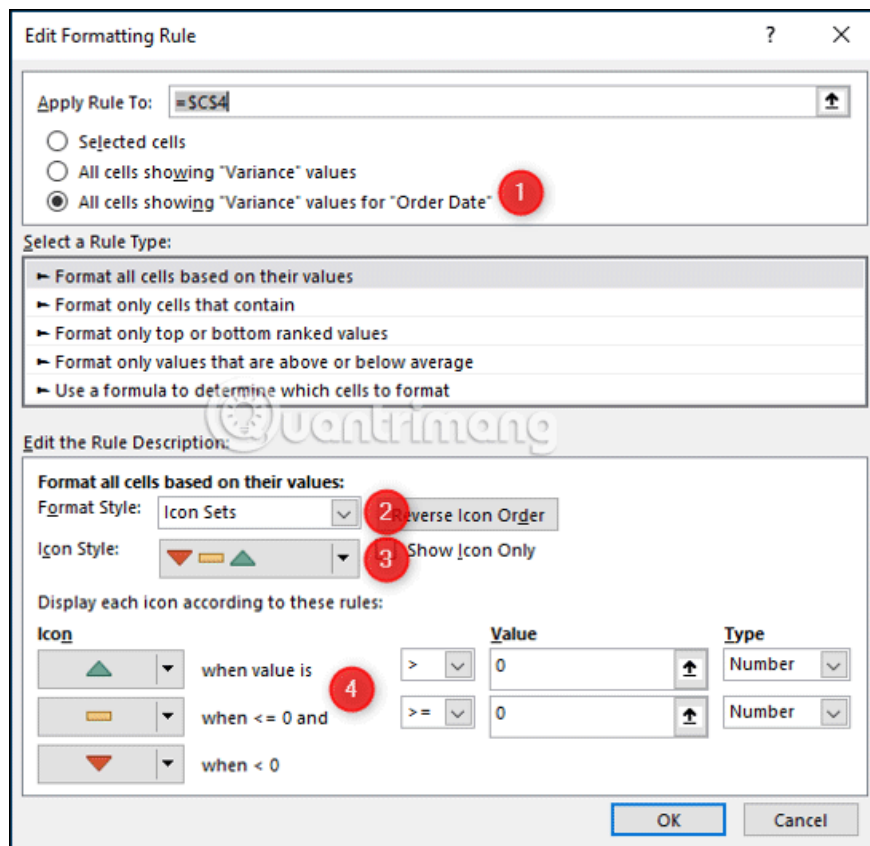 Edit Formatting Rule ? ×
Apply Rule To: =$C$4
Selected cells
All cells showing "Variance" values
All cells showing "Variance" values for "Order Date" 1
Select a Rule Type:
► Format all cells based on their values
► Format only cells that contain
► Format only top or bottom ranked values
► Format only values that are above or below average
► Use a formula to determine which cells to format
Quantrimang
Edit the Rule Description:
Format all cells based on their values:
Format Style: Icon Sets 2 Reverse Icon Order
Icon Style: 3 Show Icon Only
Display each icon according to these rules:
Icon Value Type
when value is > 0 Number
4
when <= 0 and >= 0 Number
when < 0
OK Cancel